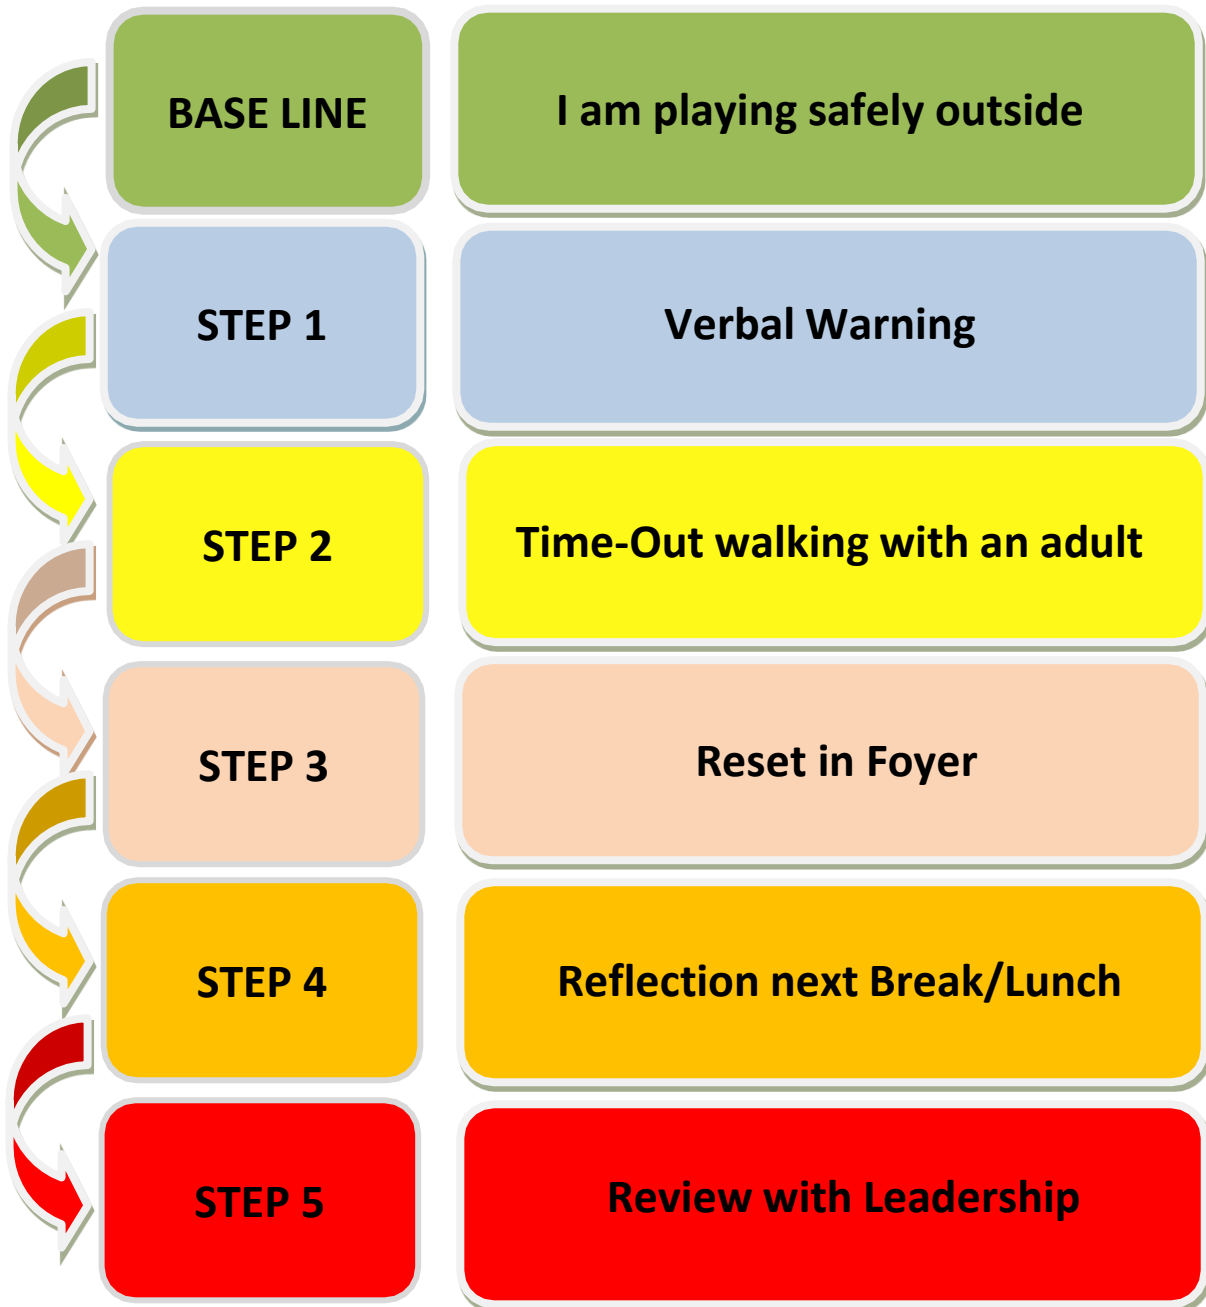 BASE LINE
I am playing safely outside
STEP 1
Verbal Warning
STEP 2
Time-Out walking with an adult
STEP 3
Reset in Foyer
STEP 4
Reflection next Break/Lunch
STEP 5
Review with Leadership